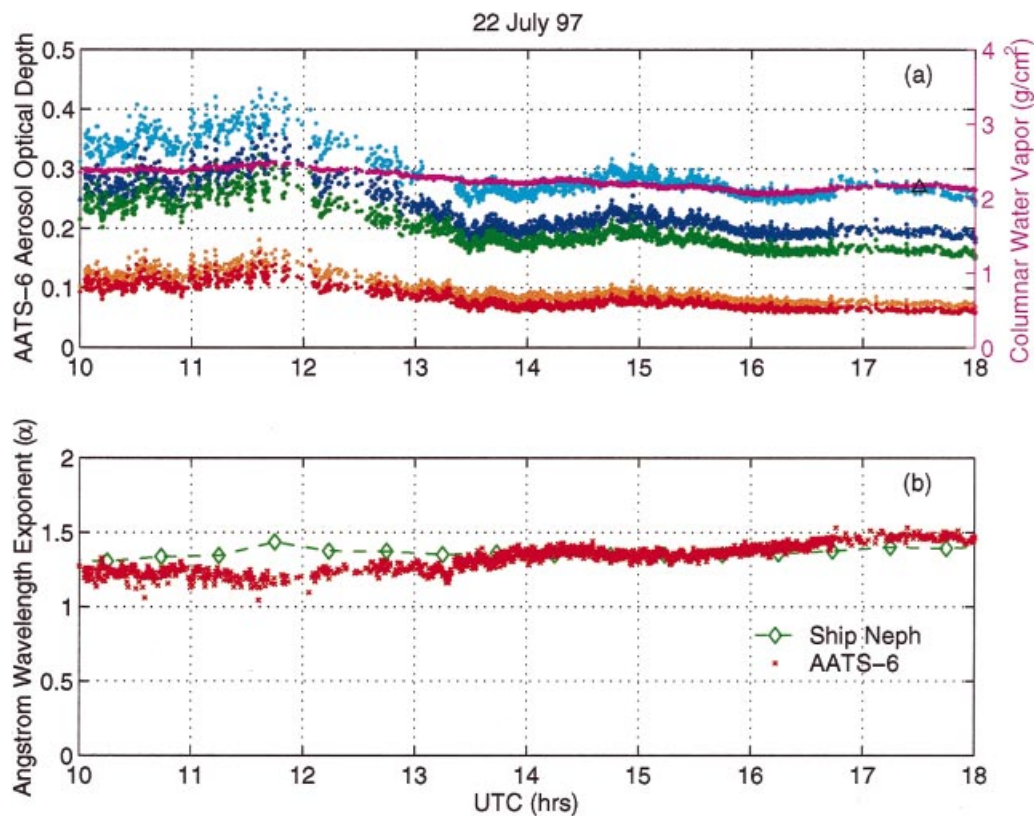 22 July 97
(a)
AATS-6 Aerosol Optical Depth
0.5
0.4
0.3
0.2
0.1
0
Columnar Water Vapor (g/cm²)
4
3
2
1
0
10 11 12 13 14 15 16 17 18
(b)
Angstrom Wavelength Exponent (α)
2
1.5
1
0.5
0
Ship Neph
AATS-6
10 11 12 13 14 15 16 17 18
UTC (hrs)